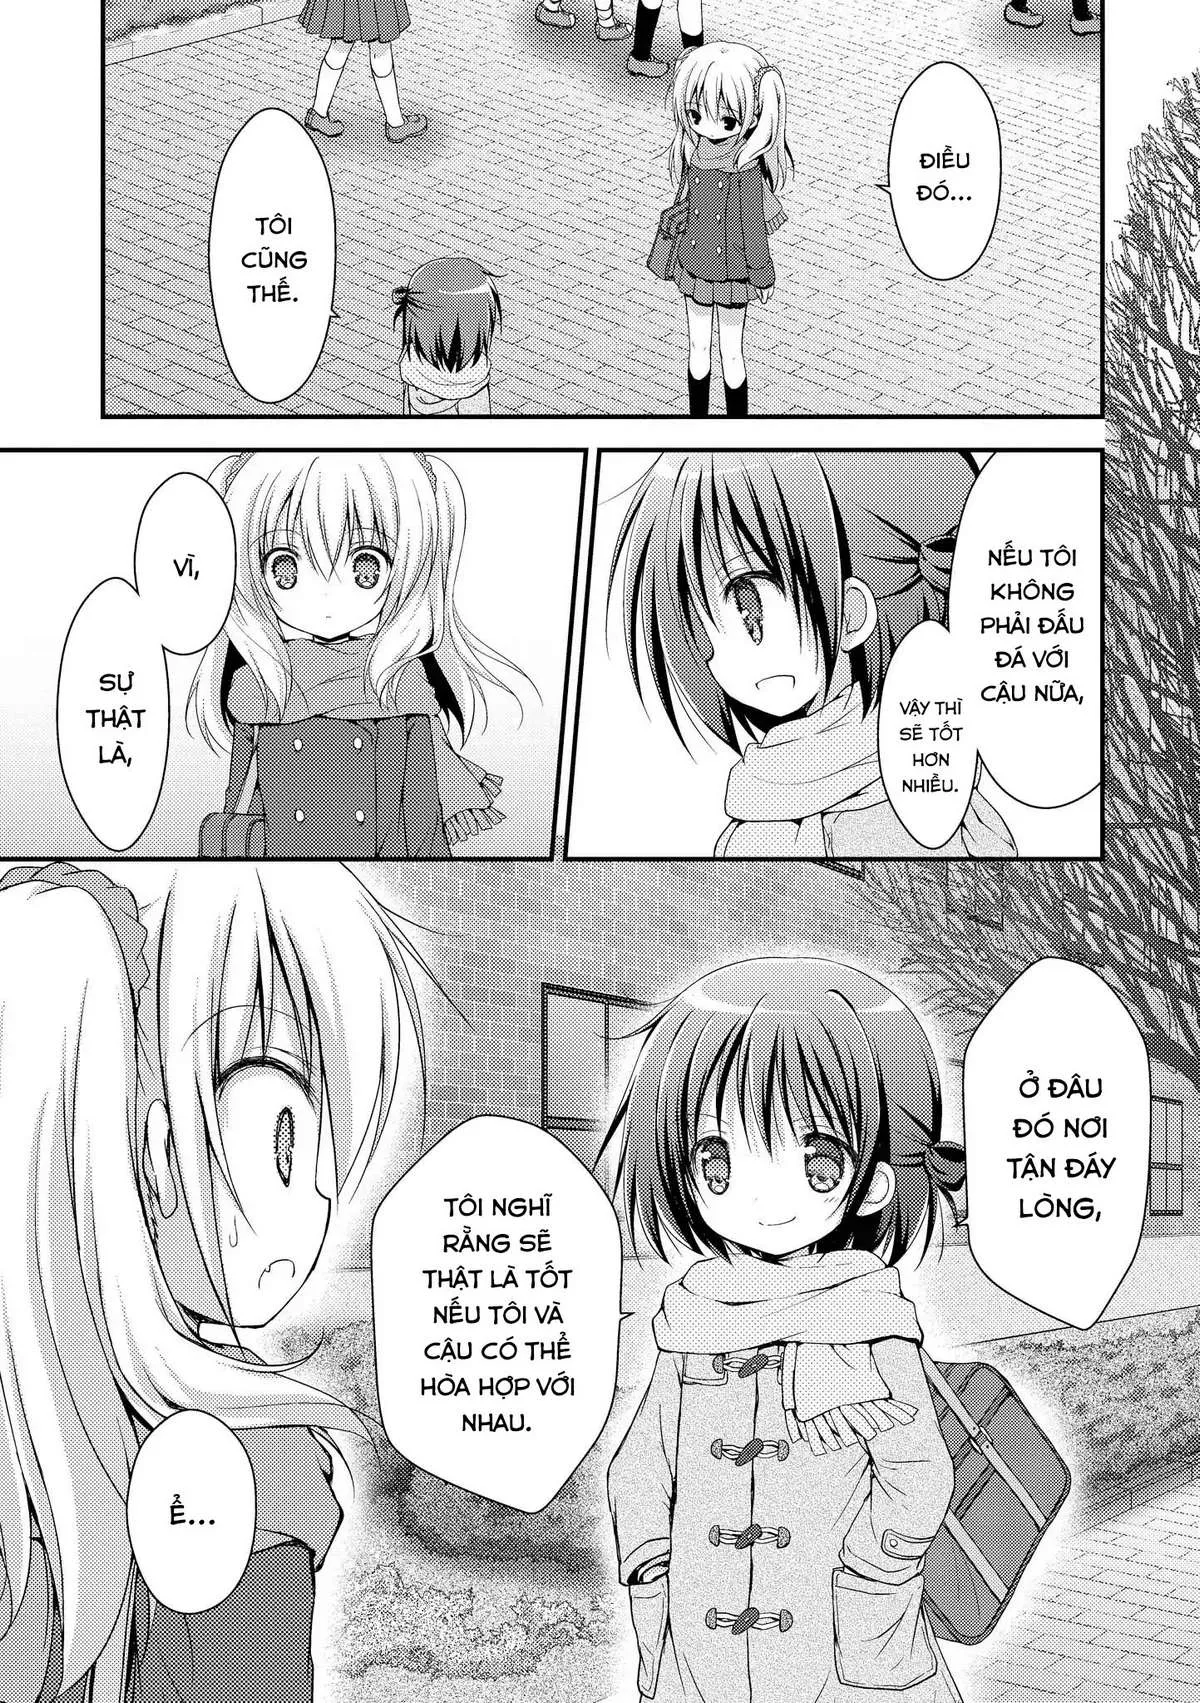 ĐIỀU
ĐÓ...
TÔI
CŨNG
THẾ.
NẾU TÔI
KHÔNG
PHẢI ĐẤU
ĐÁ VỚI
CẬU NỮA,
VẬY THÌ
SẼ TỐT
HƠN
NHIỀU.
VÌ,
SỰ
THẬT
LÀ,
Ở ĐÂU
ĐÓ NƠI
TẬN ĐÁY
LÒNG,
TÔI NGHĨ
RẰNG SẼ
THẬT LÀ TỐT
NẾU TÔI VÀ
CẬU CÓ THỂ
HÒA HỢP VỚI
NHAU.
Ể...